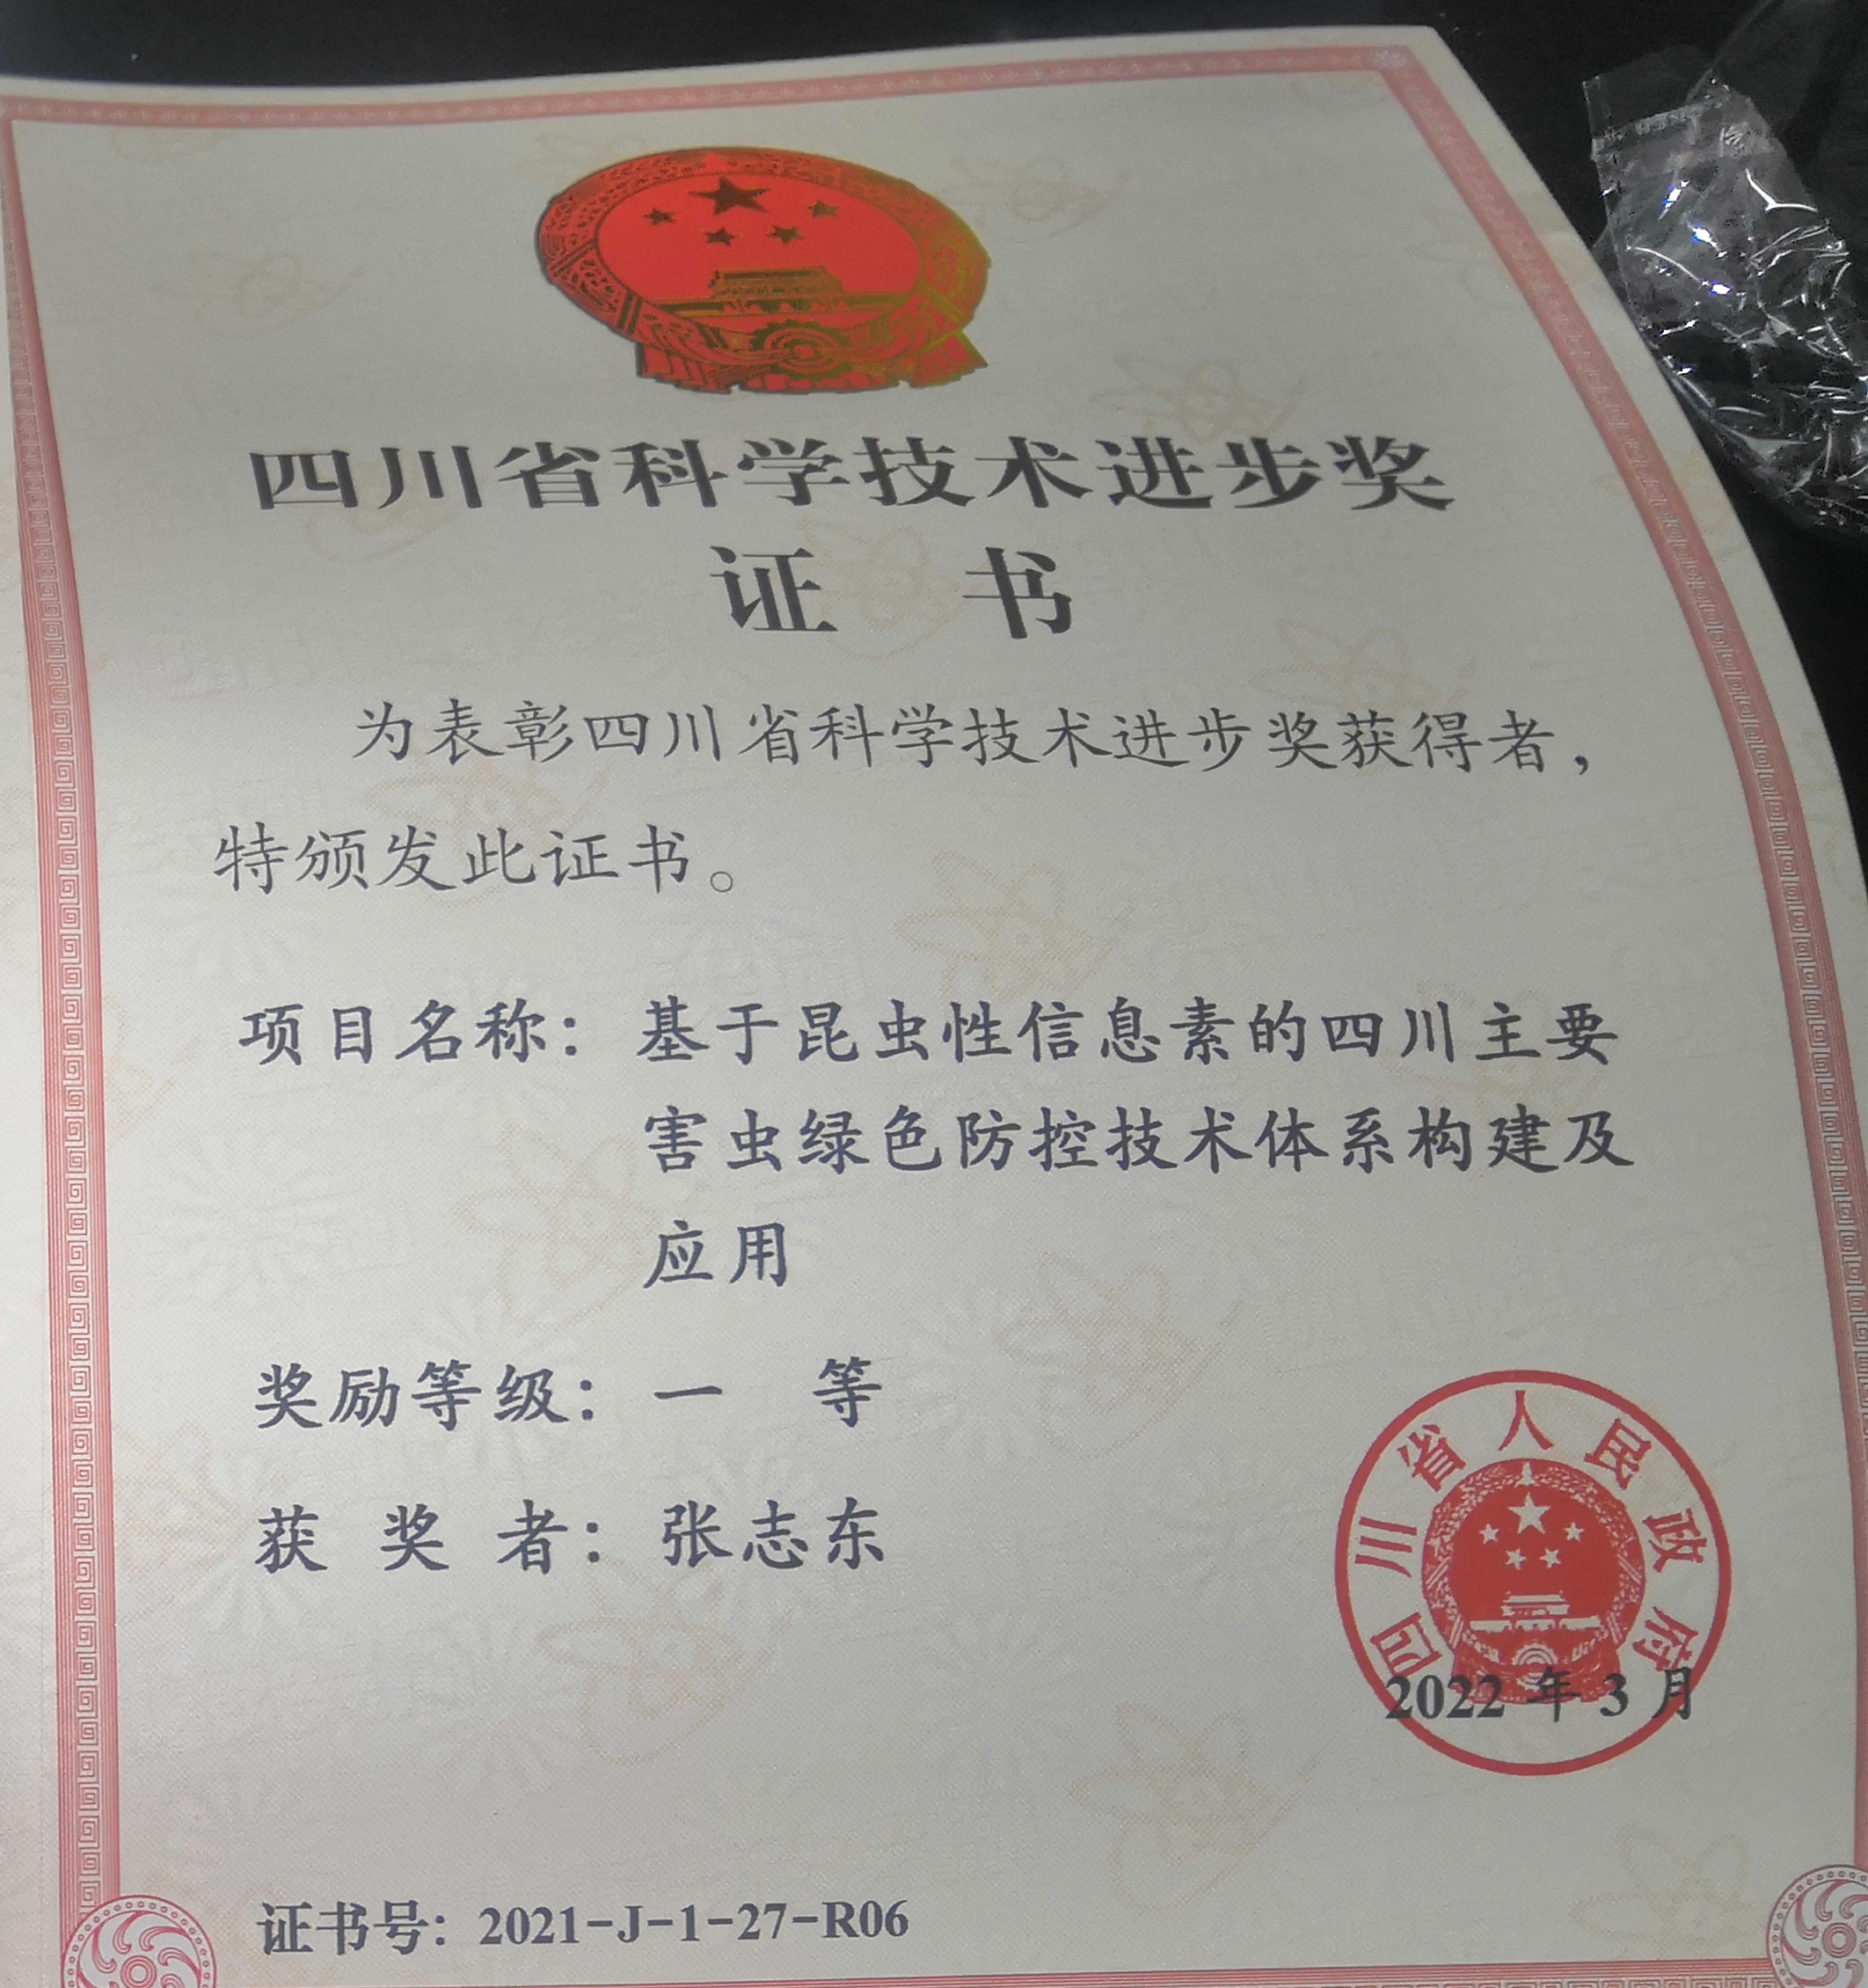 四川省科学技术进步奖
证 书
为表彰四川省科学技术进步奖获得者，
特颁发此证书。
项目名称：基于昆虫性信息素的四川主要
害虫绿色防控技术体系构建及
应用
奖励等级：一 等
获 奖 者：张志东
四川省人民政府
2022 年 3 月
证书号：2021-J-1-27-R06